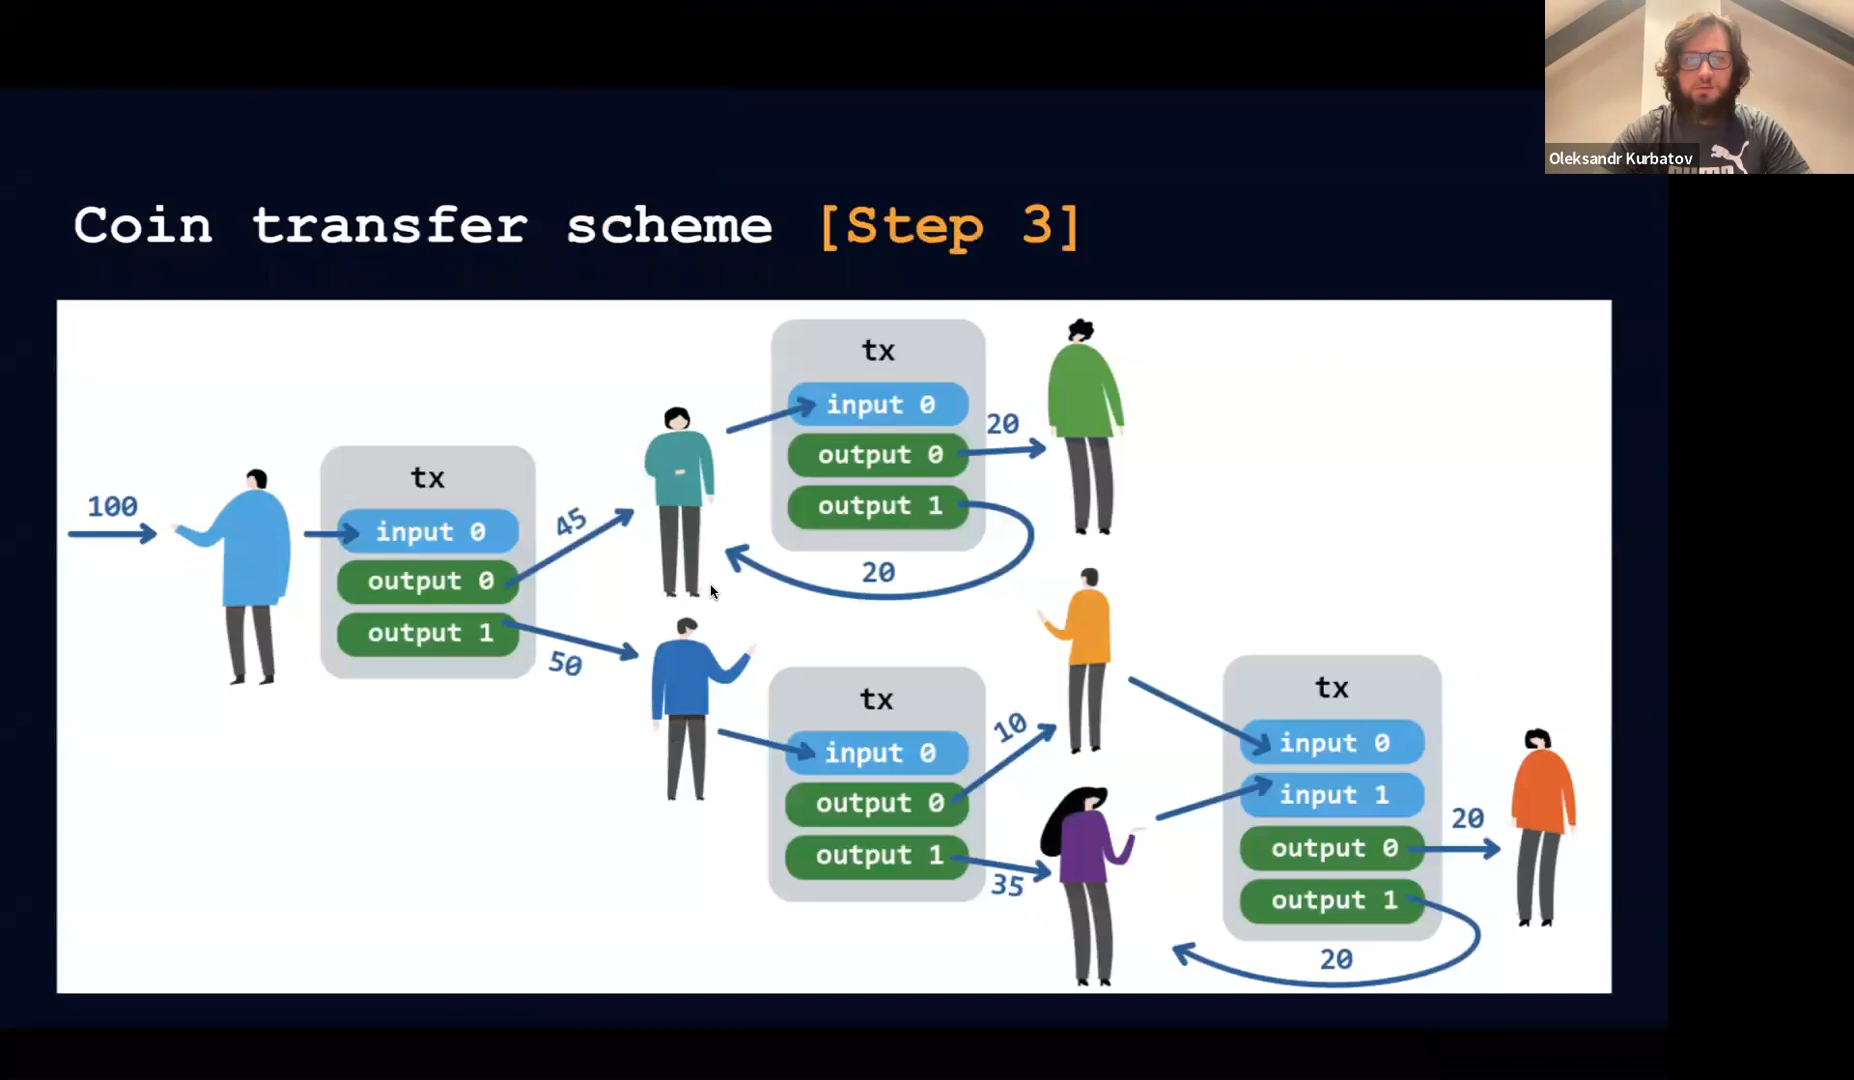 Oleksandr Kurbatov
Coin transfer scheme [Step 3]
100
tx
input 0
output 0
output 1
45
50
tx
input 0
output 0
output 1
20
20
tx
input 0
output 0
output 1
10
35
tx
input 0
input 1
output 0
output 1
20
20